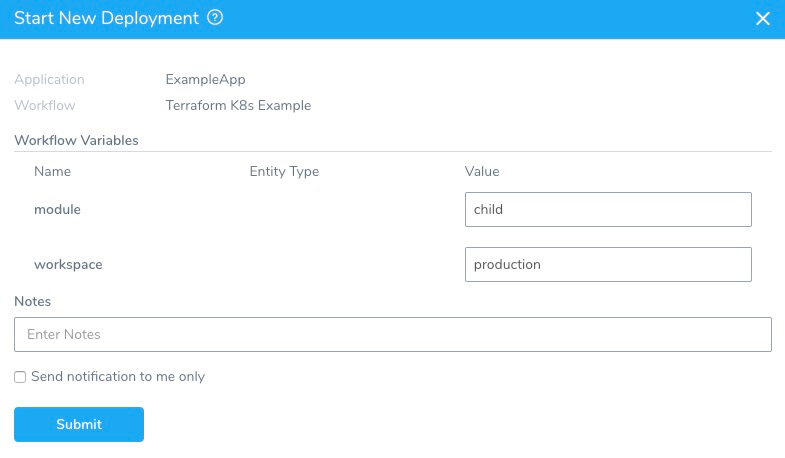 Start New Deployment ?
Application ExampleApp
Workflow Terraform K8s Example
Workflow Variables
Name Entity Type Value
module child
workspace production
Notes
Enter Notes
Send notification to me only
Submit